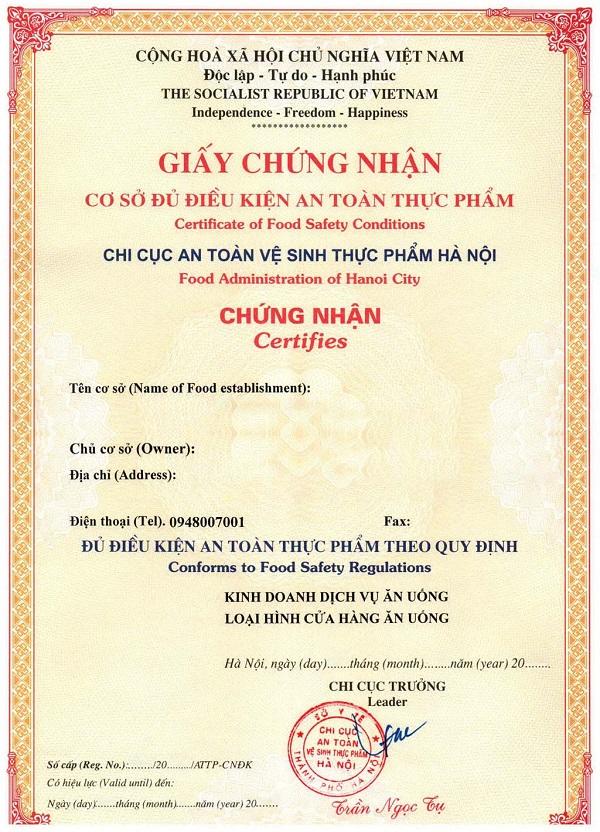 CỘNG HOÀ XÃ HỘI CHỦ NGHĨA VIỆT NAM
Độc lập - Tự do - Hạnh phúc
THE SOCIALIST REPUBLIC OF VIETNAM
Independence - Freedom - Happiness
******************
GIẤY CHỨNG NHẬN
CƠ SỞ ĐỦ ĐIỀU KIỆN AN TOÀN THỰC PHẨM
Certificate of Food Safety Conditions
CHI CỤC AN TOÀN VỆ SINH THỰC PHẨM HÀ NỘI
Food Administration of Hanoi City
CHỨNG NHẬN
Certifies
Tên cơ sở (Name of Food establishment):
Chủ cơ sở (Owner):
Địa chỉ (Address):
Điện thoại (Tel). 0948007001 Fax:
ĐỦ ĐIỀU KIỆN AN TOÀN THỰC PHẨM THEO QUY ĐỊNH
Conforms to Food Safety Regulations
KINH DOANH DỊCH VỤ ĂN UỐNG
LOẠI HÌNH CỬA HÀNG ĂN UỐNG
Hà Nội, ngày (day).......tháng (month)........năm (year) 20........
CHI CỤC TRƯỞNG
Leader
SỞ Y TẾ
CHI CỤC
AN TOÀN
VỆ SINH THỰC PHẨM
HÀ NỘI
THÀNH PHỐ HÀ NỘI
Số cấp (Reg. No.):......../20........./ATTP-CNĐK
Có hiệu lực (Valid until) đến:
Ngày (day).......tháng (month)........năm (year) 20........
Trần Ngọc Tụ